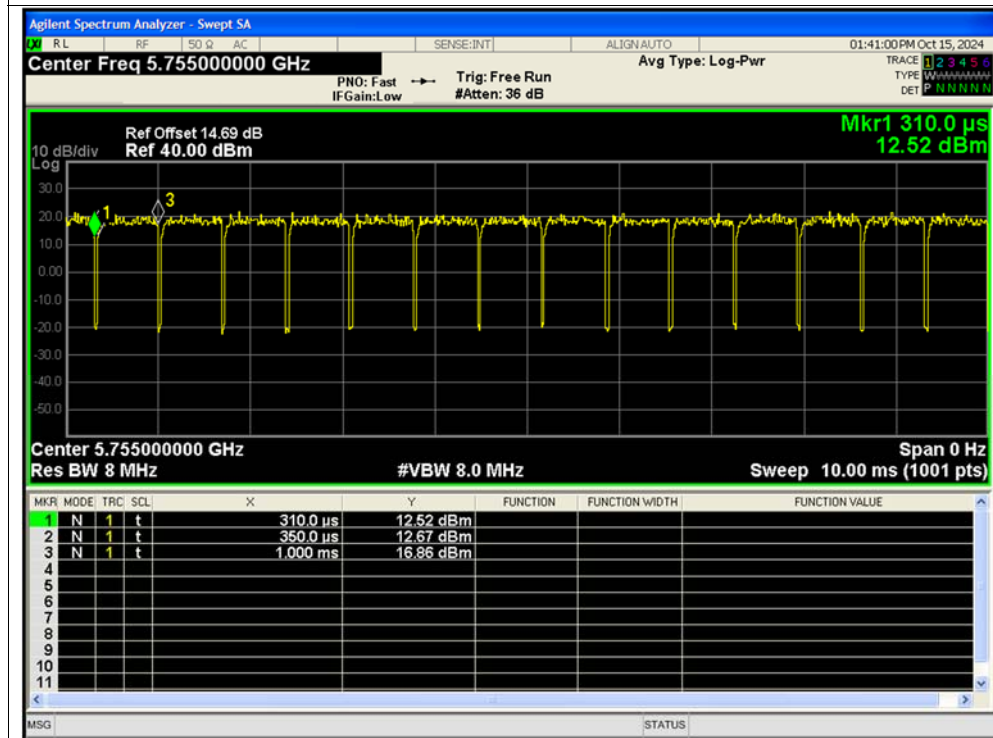 Agilent Spectrum Analyzer - Swept SA
LXI RL RF 50 Ω AC SENSE:INT ALIGN AUTO 01:41:00 PM Oct 15, 2024
Center Freq 5.755000000 GHz Avg Type: Log-Pwr TRACE 1 2 3 4 5 6
PNO: Fast Trig: Free Run TYPE W
IFGain:Low #Atten: 36 dB DET P N N N N N
Mkr1 310.0 µs
Ref Offset 14.69 dB
10 dB/div Ref 40.00 dBm 12.52 dBm
Log
30.0
20.0 1 3
10.0
0.00
-10.0
-20.0
-30.0
-40.0
-50.0
Center 5.755000000 GHz Span 0 Hz
Res BW 8 MHz #VBW 8.0 MHz Sweep 10.00 ms (1001 pts)
MKR MODE TRC SCL X Y FUNCTION FUNCTION WIDTH FUNCTION VALUE
1 N 1 t 310.0 µs 12.52 dBm
2 N 1 t 350.0 µs 12.67 dBm
3 N 1 t 1.000 ms 16.86 dBm
4
5
6
7
8
9
10
11
MSG STATUS